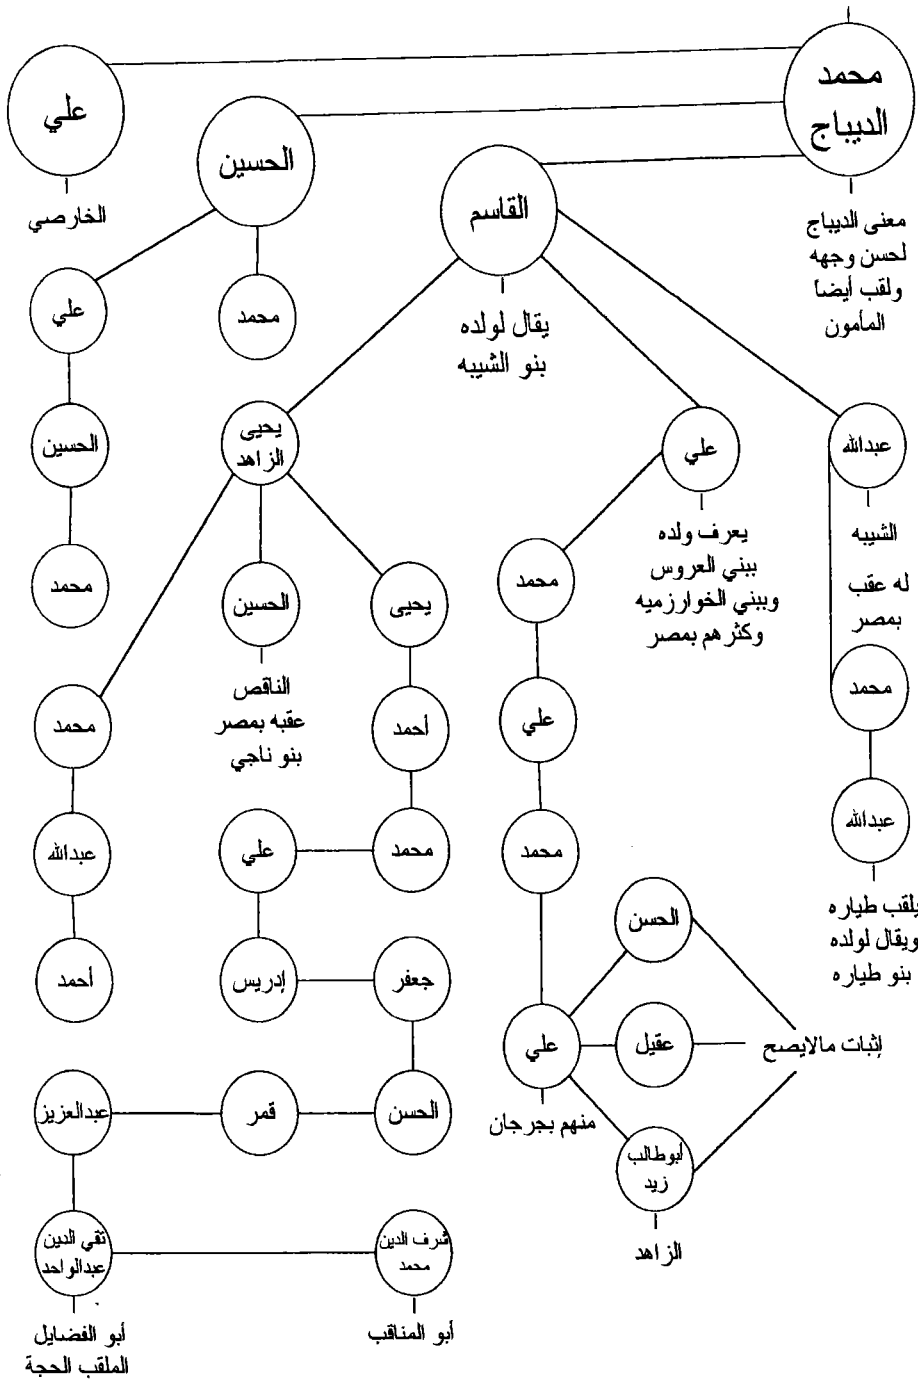 محمد
الديباج
معنى الديباج
لحسن وجهه
ولقب أيضاً
المأمون
علي
الخارصي
الحسين
القاسم
يقال لولده
بنو الشيبه
علي
محمد
الحسين
محمد
يحيى
الزاهد
علي
يعرف ولده
ببني العروس
وببني الخوارزميه
وكثرهم بمصر
عبدالله
الشيبه
له عقب
بمصر
محمد
عبدالله
يلقب طياره
ويقال لولده
بنو طياره
محمد
علي
محمد
علي
منهم بجرجان
الحسن
عقيل
أبوطالب
زيد
الزاهد
إثبات مالايصح
يحيى
أحمد
محمد
علي
إدريس
جعفر
الحسن
قمر
عبدالعزيز
تقي الدين
عبدالواحد
أبو الفضايل
الملقب الحجة
شرف الدين
محمد
أبو المناقب
الحسين
الناقص
عقبه بمصر
بنو ناجي
محمد
عبدالله
أحمد